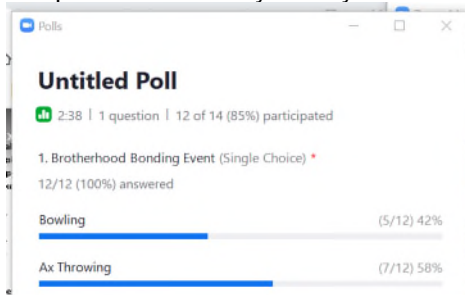 Polls
Untitled Poll
2:38 | 1 question | 12 of 14 (85%) participated
1. Brotherhood Bonding Event (Single Choice) *
12/12 (100%) answered
Bowling (5/12) 42%
Ax Throwing (7/12) 58%